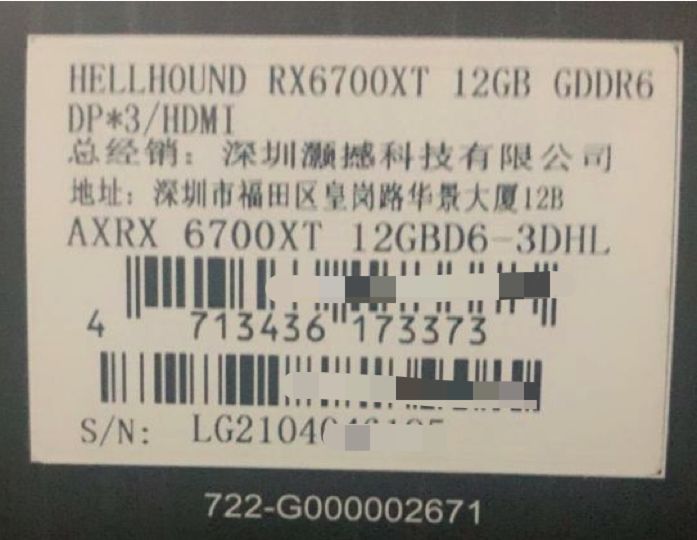 HELLHOUND RX6700XT 12GB GDDR6
DP*3/HDMI
总经销：深圳灏撼科技有限公司
地址：深圳市福田区皇岗路华景大厦12B
AXRX 6700XT 12GBD6-3DHL
4 713436 173373
S/N:
722-G000002671